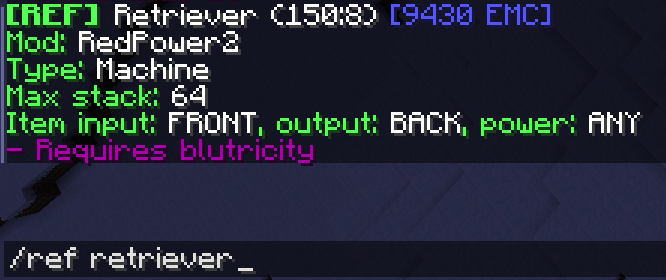 [REF] Retriever (150:8) [9430 EMC]
Mod: RedPower2
Type: Machine
Max stack: 64
Item input: FRONT, output: BACK, power: ANY
- Requires blutricity
/ref retriever_